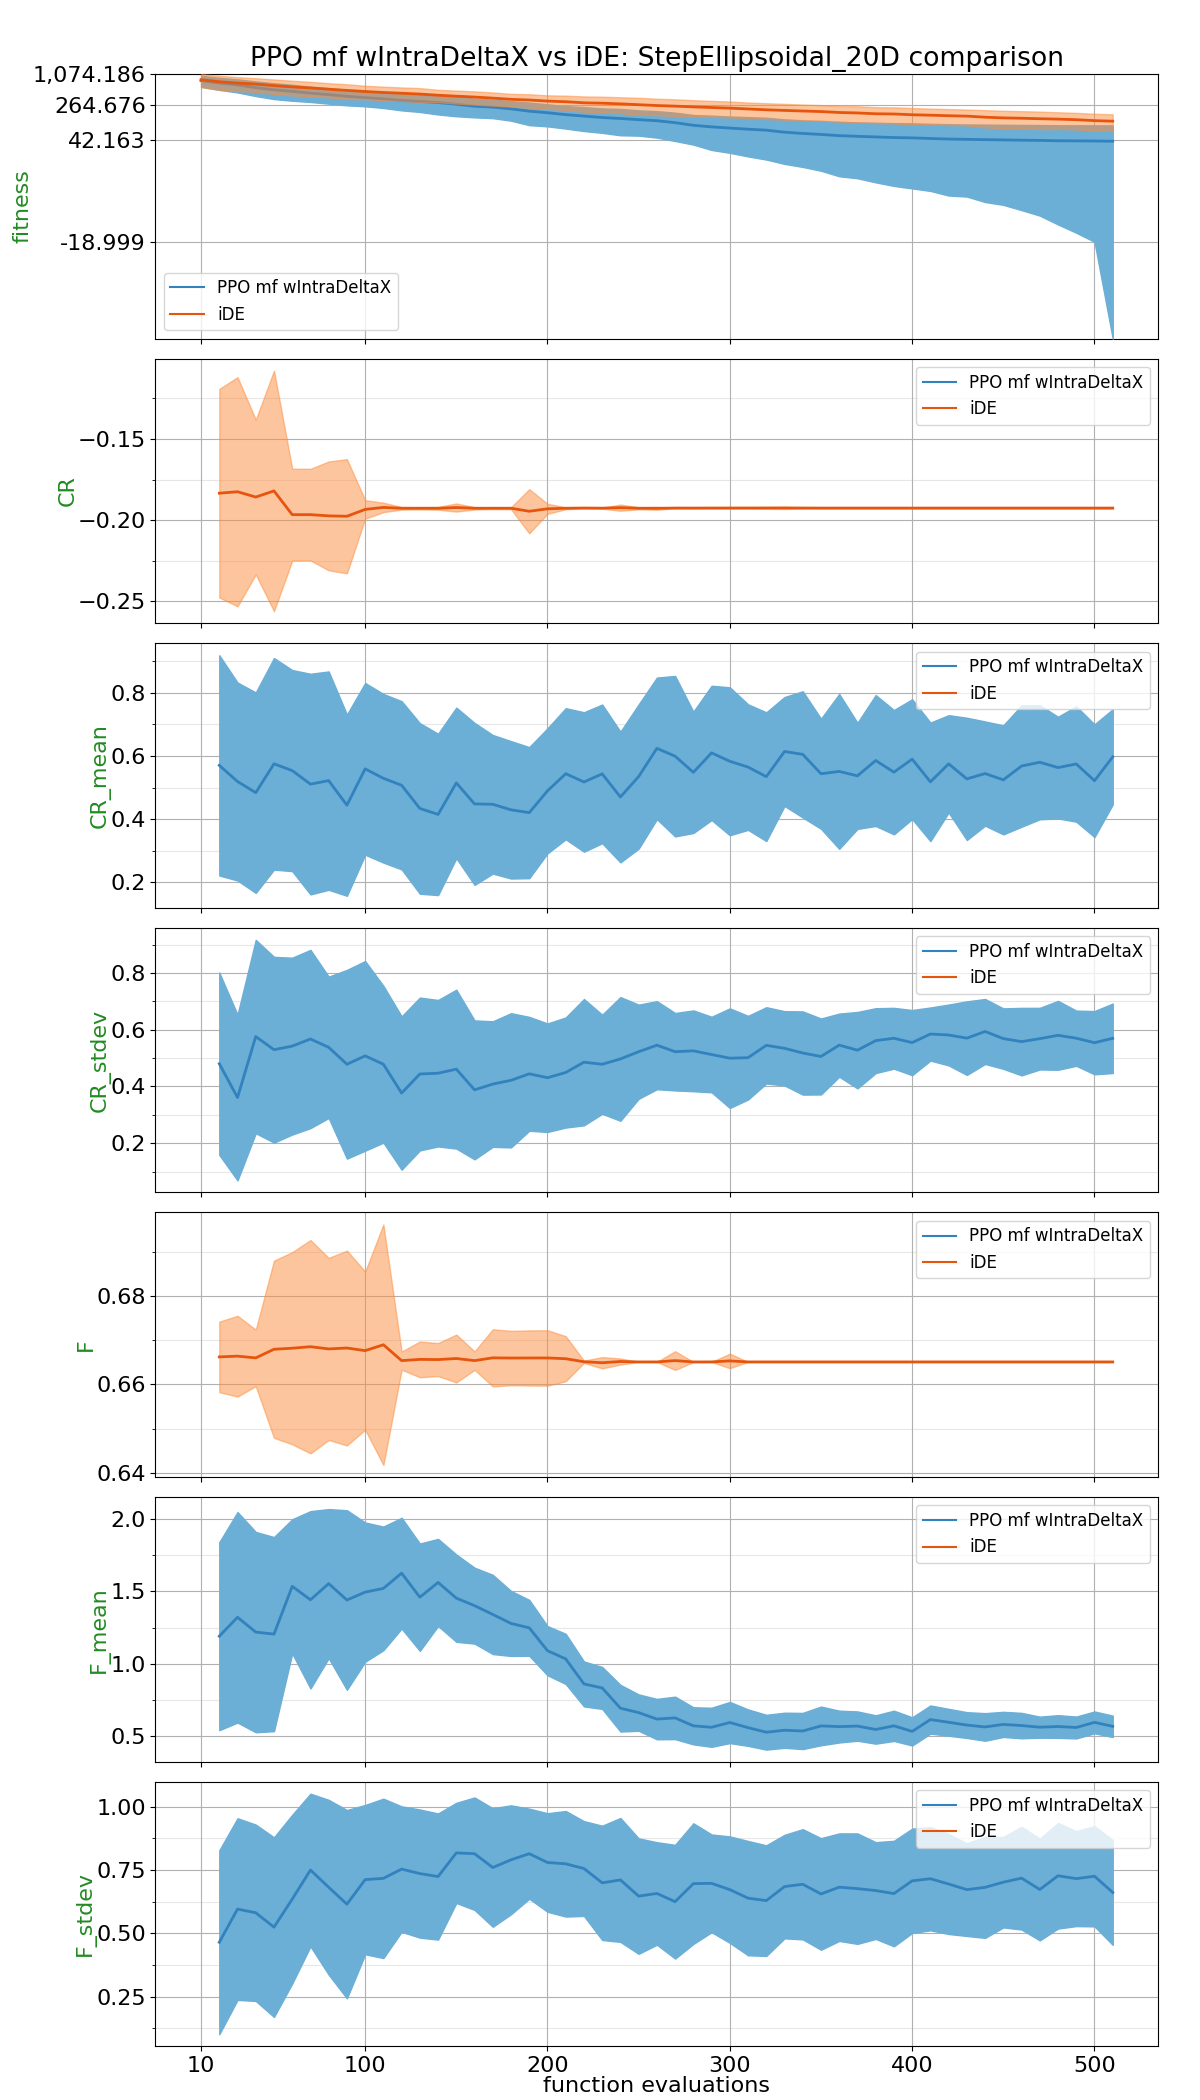 PPO mf wIntraDeltaX vs iDE: StepEllipsoidal_20D comparison
1,074.186
264.676
42.163
-18.999
fitness
PPO mf wIntraDeltaX
iDE
−0.15
−0.20
−0.25
CR
PPO mf wIntraDeltaX
iDE
0.8
0.6
0.4
0.2
CR_mean
PPO mf wIntraDeltaX
iDE
0.8
0.6
0.4
0.2
CR_stdev
PPO mf wIntraDeltaX
iDE
0.68
0.66
0.64
F
PPO mf wIntraDeltaX
iDE
2.0
1.5
1.0
0.5
F_mean
PPO mf wIntraDeltaX
iDE
1.00
0.75
0.50
0.25
F_stdev
PPO mf wIntraDeltaX
iDE
10 100 200 300 400 500
function evaluations